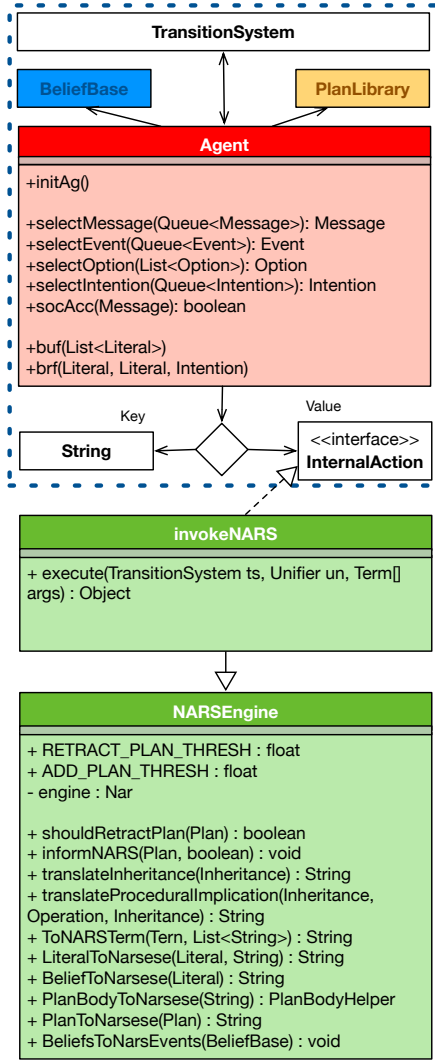 TransitionSystem
BeliefBase
PlanLibrary
Agent
+initAg()
+selectMessage(Queue<Message>): Message
+selectEvent(Queue<Event>): Event
+selectOption(List<Option>): Option
+selectIntention(Queue<Intention>): Intention
+socAcc(Message): boolean
+buf(List<Literal>)
+brf(Literal, Literal, Intention)
Key
Value
String
<<interface>>
InternalAction
invokeNARS
+ execute(TransitionSystem ts, Unifier un, Term[]
args) : Object
NARSEngine
+ RETRACT_PLAN_THRESH : float
+ ADD_PLAN_THRESH : float
- engine : Nar
+ shouldRetractPlan(Plan) : boolean
+ informNARS(Plan, boolean) : void
+ translateInheritance(Inheritance) : String
+ translateProceduralImplication(Inheritance,
Operation, Inheritance) : String
+ ToNARSTerm(Tern, List<String>) : String
+ LiteralToNarsese(Literal, String) : String
+ BeliefToNarsese(Literal) : String
+ PlanBodyToNarsese(String) : PlanBodyHelper
+ PlanToNarsese(Plan) : String
+ BeliefsToNarsEvents(BeliefBase) : void